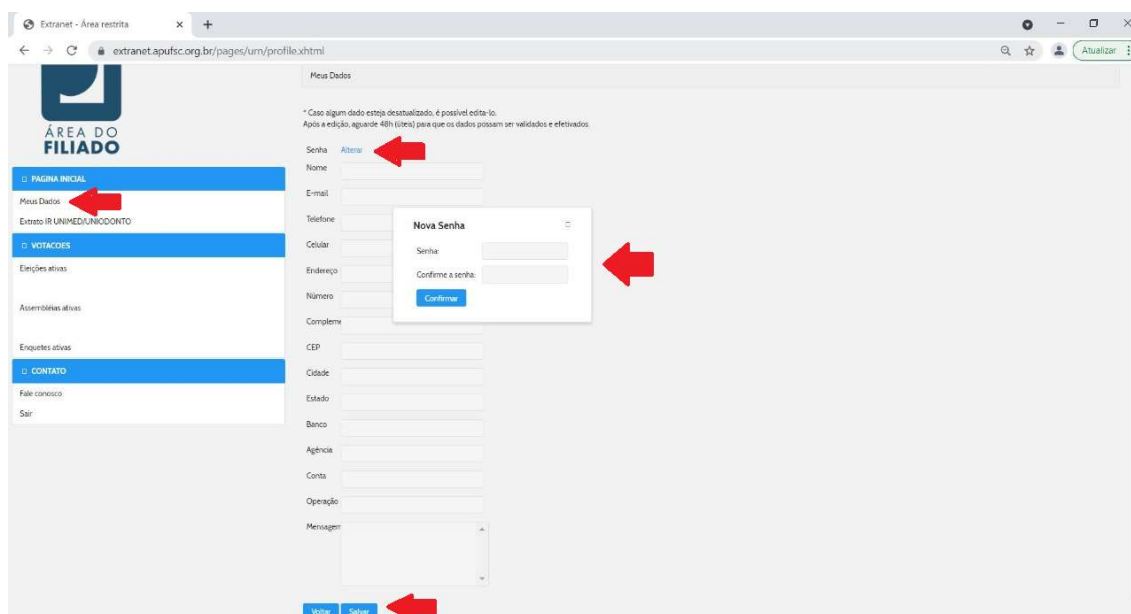 Extranet - Área restrita
extranet.apufsc.org.br/pages/urn/profile.xhtml
Atualizar
ÁREA DO
FILIADO
PAGINA INICIAL
Meus Dados
Extrato IR UNIMED/UNIODONTO
VOTACOES
Eleições ativas
Assembléias ativas
Enquetes ativas
CONTATO
Fale conosco
Sair
Meus Dados
* Caso algum dado esteja desatualizado, é possível edita-lo.
Após a edição, aguarde 48h (úteis) para que os dados possam ser validados e efetivados
Senha Alterar
Nome
E-mail
Telefone
Celular
Endereço
Número
Compleme
CEP
Cidade
Estado
Banco
Agência
Conta
Operação
Mensagem
Voltar Salvar
Nova Senha
Senha:
Confirme a senha:
Confirmar